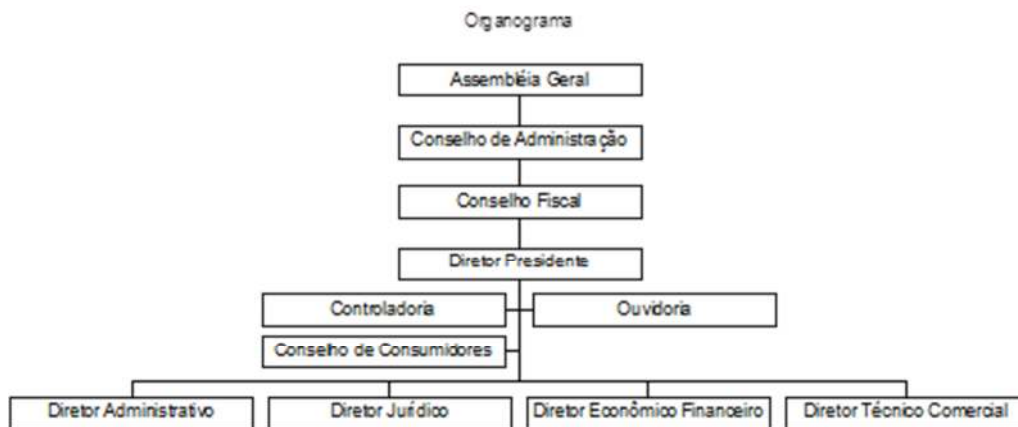 Organograma
Assembléia Geral
Conselho de Administração
Conselho Fiscal
Diretor Presidente
Controladoria
Ouvidoria
Conselho de Consumidores
Diretor Administrativo
Diretor Jurídico
Diretor Econômico Financeiro
Diretor Técnico Comercial